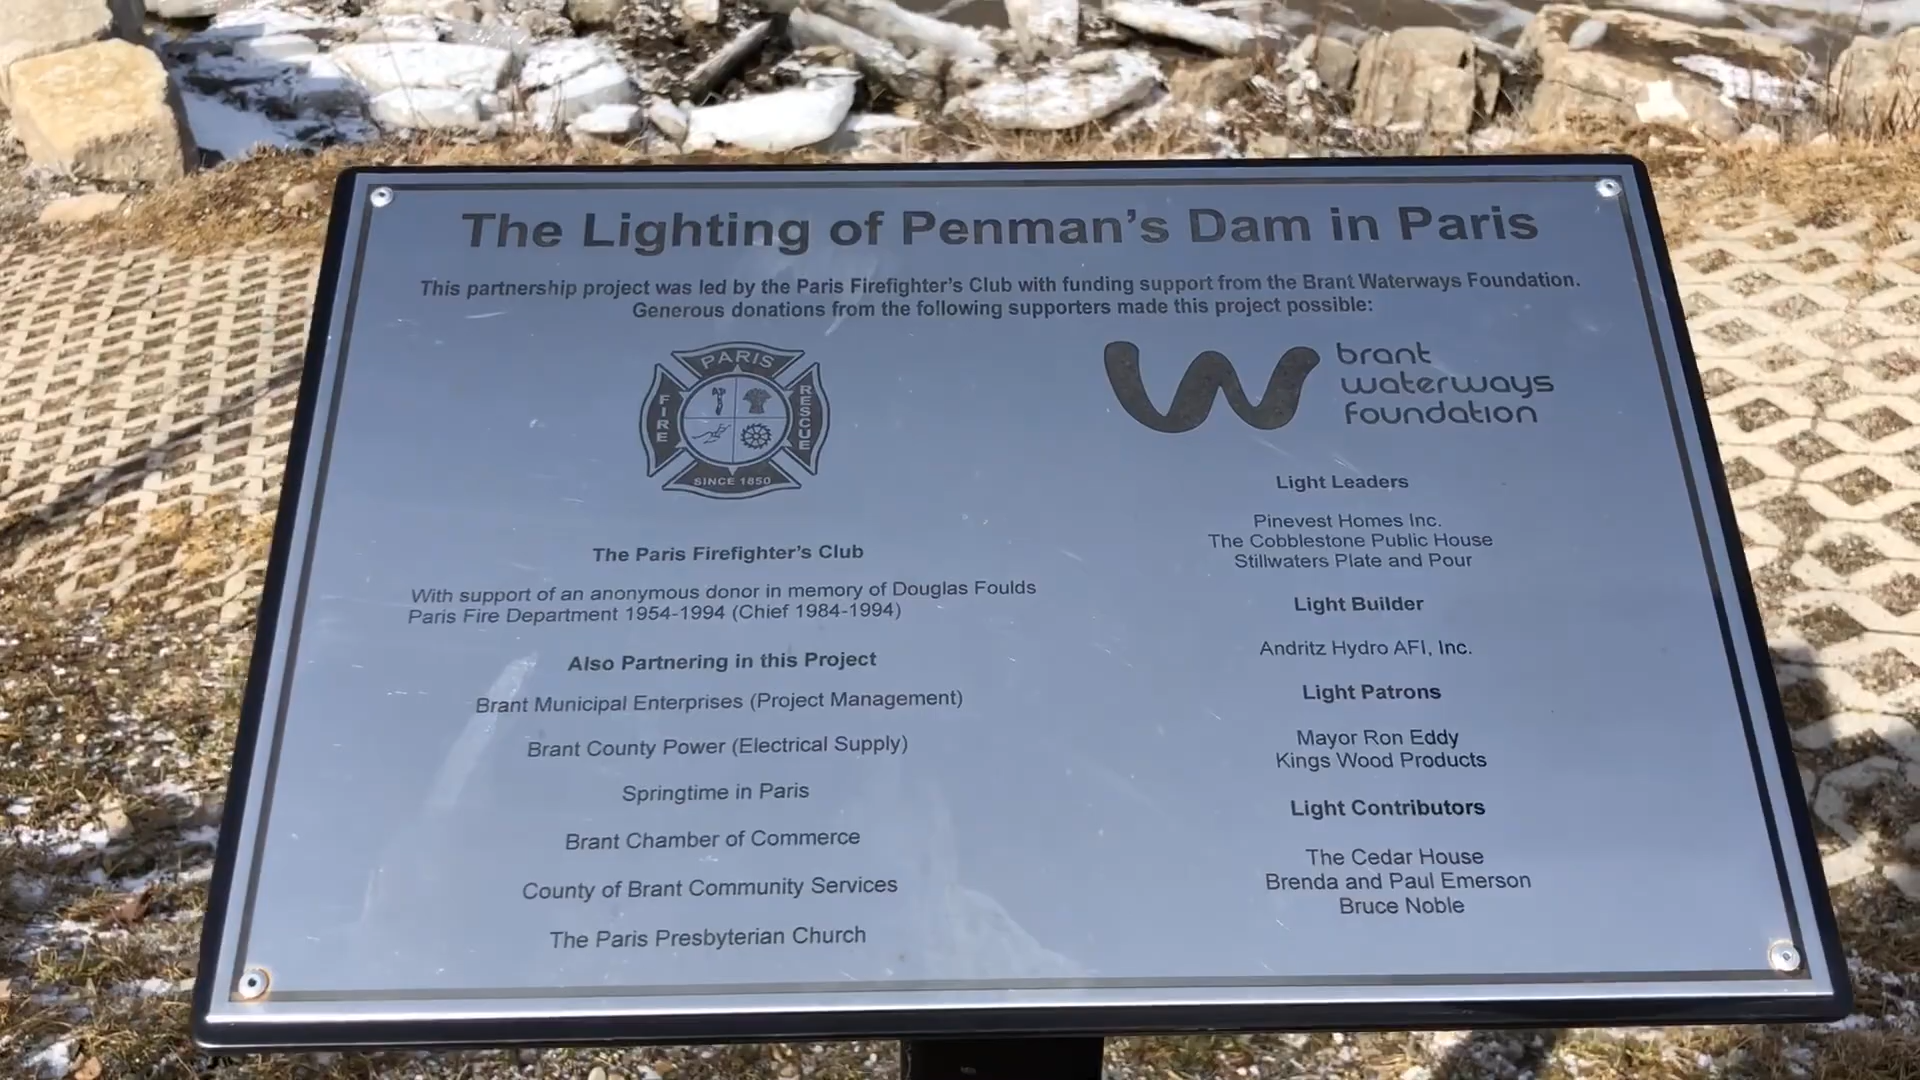 The Lighting of Penman's Dam in Paris
This partnership project was led by the Paris Firefighter's Club with funding support from the Brant Waterways Foundation.
Generous donations from the following supporters made this project possible:
PARIS
FIRE
RESCUE
SINCE 1850
The Paris Firefighter's Club
With support of an anonymous donor in memory of Douglas Foulds
Paris Fire Department 1954-1994 (Chief 1984-1994)
Also Partnering in this Project
Brant Municipal Enterprises (Project Management)
Brant County Power (Electrical Supply)
Springtime in Paris
Brant Chamber of Commerce
County of Brant Community Services
The Paris Presbyterian Church
brant
waterways
foundation
Light Leaders
Pinevest Homes Inc.
The Cobblestone Public House
Stillwaters Plate and Pour
Light Builder
Andritz Hydro AFI, Inc.
Light Patrons
Mayor Ron Eddy
Kings Wood Products
Light Contributors
The Cedar House
Brenda and Paul Emerson
Bruce Noble